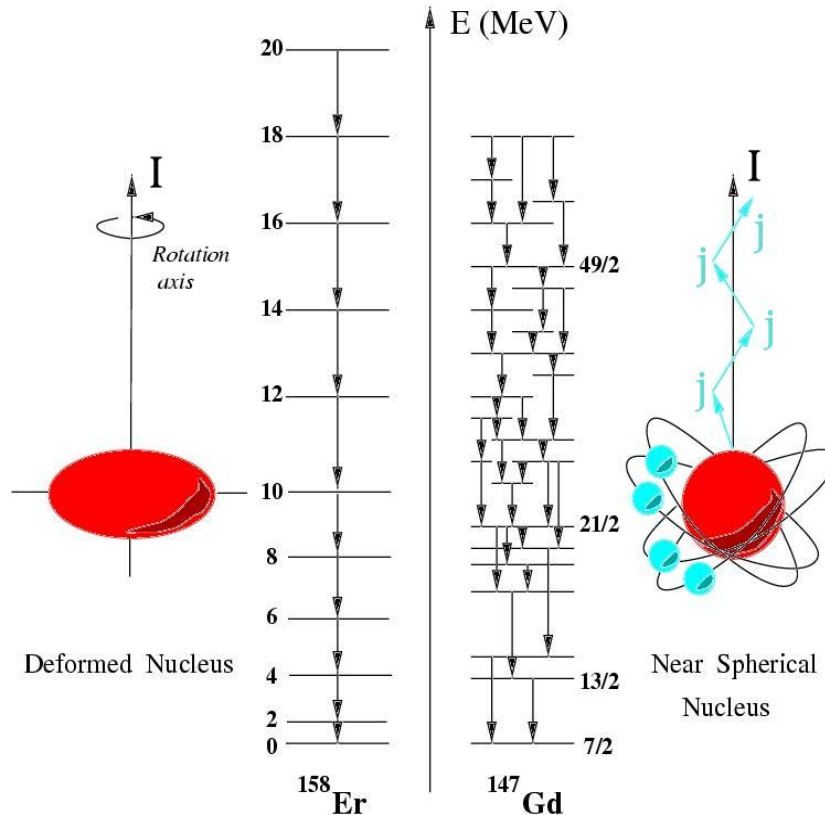 E (MeV)
20
18
I
I
16
Rotation
axis
j
j
49/2
14
j
12
j
10
21/2
8
6
Deformed Nucleus
Near Spherical
Nucleus
4
13/2
2
0
7/2
158Er
147Gd